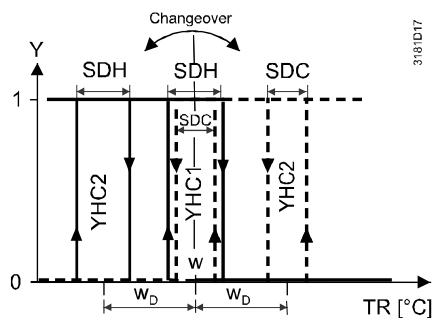 Changeover
3181D17
Y
SDH
SDH
SDC
1
SDC
YHC2
YHC1
YHC2
w
0
WD
WD
TR [°C]